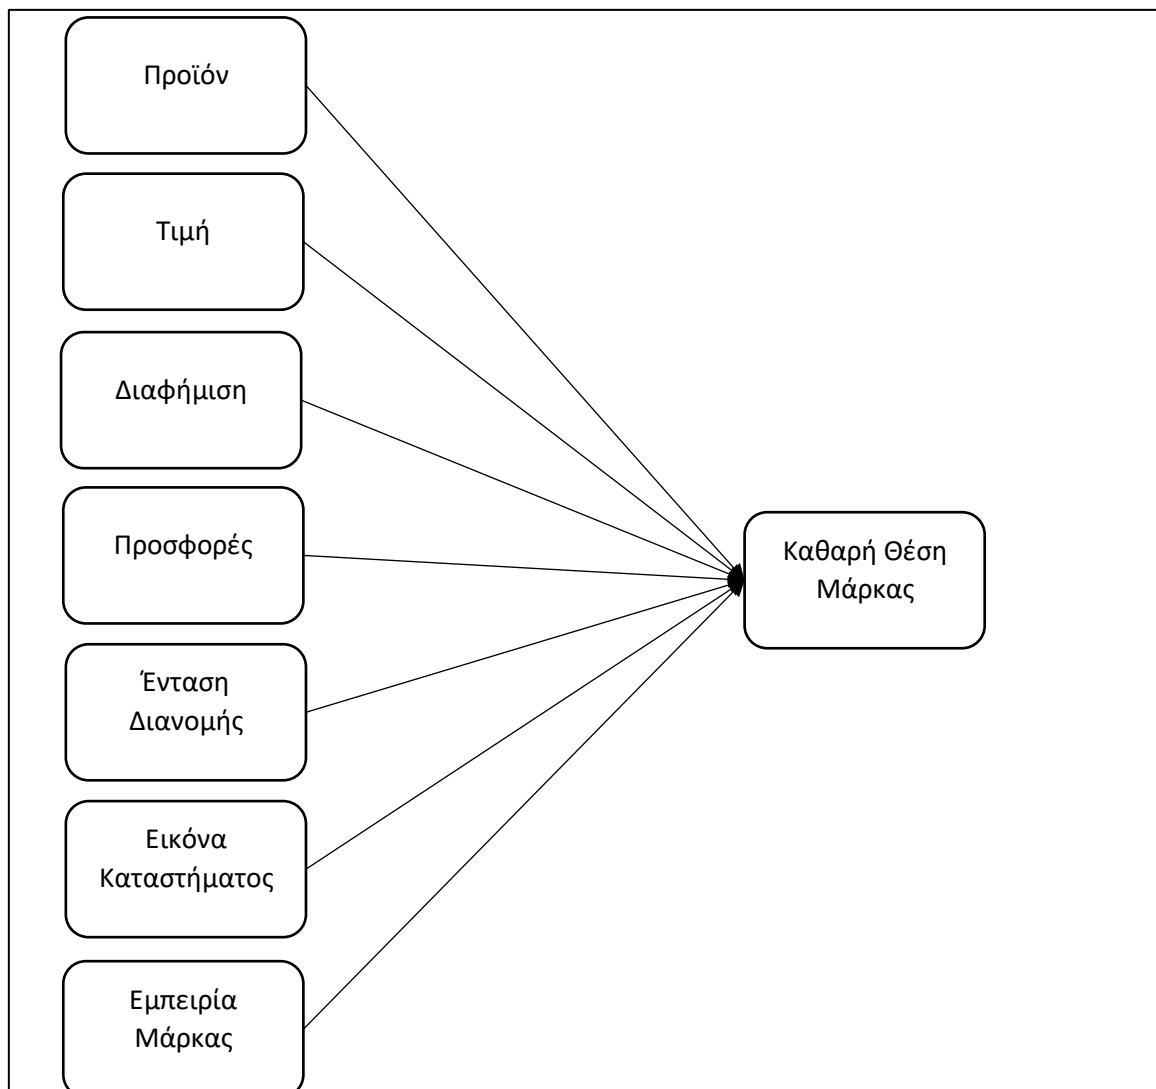 Προϊόν
Τιμή
Διαφήμιση
Προσφορές
Ένταση
Διανομής
Εικόνα
Καταστήματος
Εμπειρία
Μάρκας
Καθαρή Θέση
Μάρκας